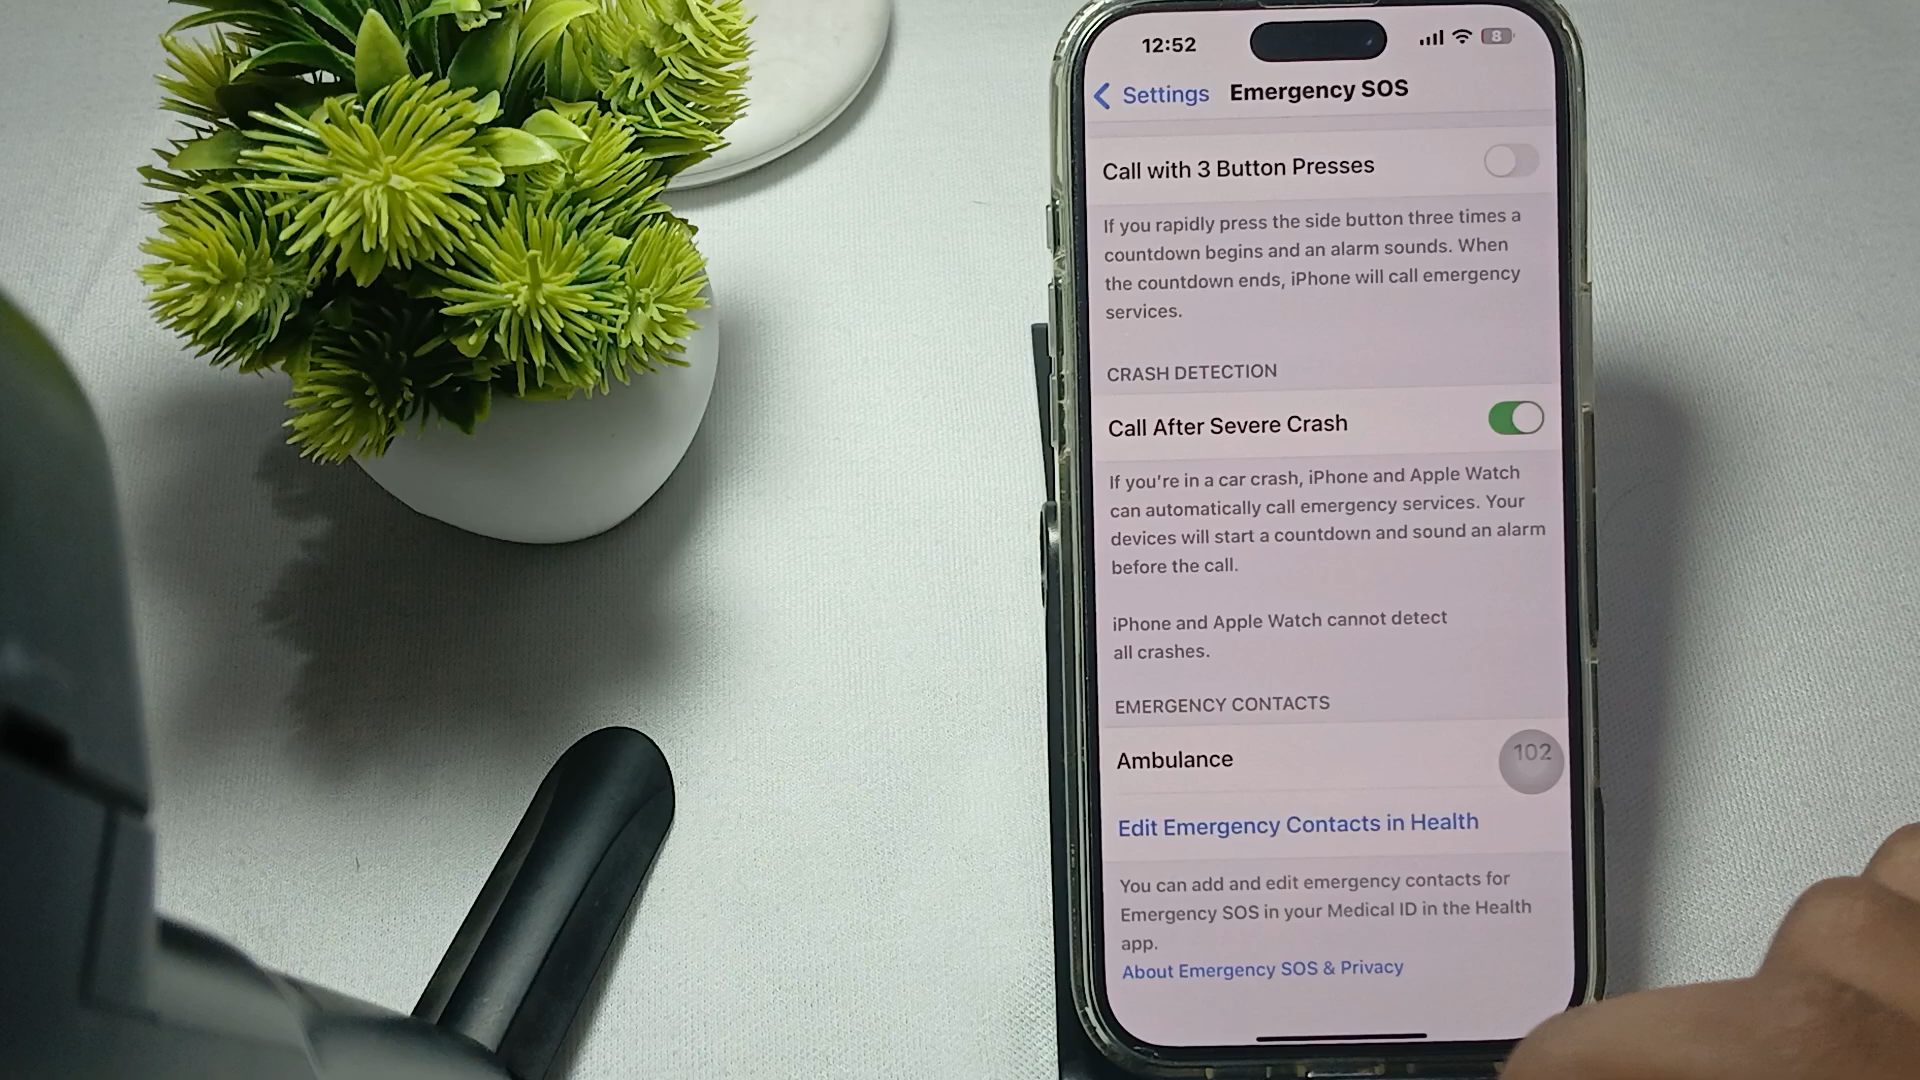 12:52
8
Settings
Emergency SOS
Call with 3 Button Presses
If you rapidly press the side button three times a
countdown begins and an alarm sounds. When
the countdown ends, iPhone will call emergency
services.
CRASH DETECTION
Call After Severe Crash
If you're in a car crash, iPhone and Apple Watch
can automatically call emergency services. Your
devices will start a countdown and sound an alarm
before the call.
iPhone and Apple Watch cannot detect
all crashes.
EMERGENCY CONTACTS
Ambulance
102
Edit Emergency Contacts in Health
You can add and edit emergency contacts for
Emergency SOS in your Medical ID in the Health
app.
About Emergency SOS & Privacy